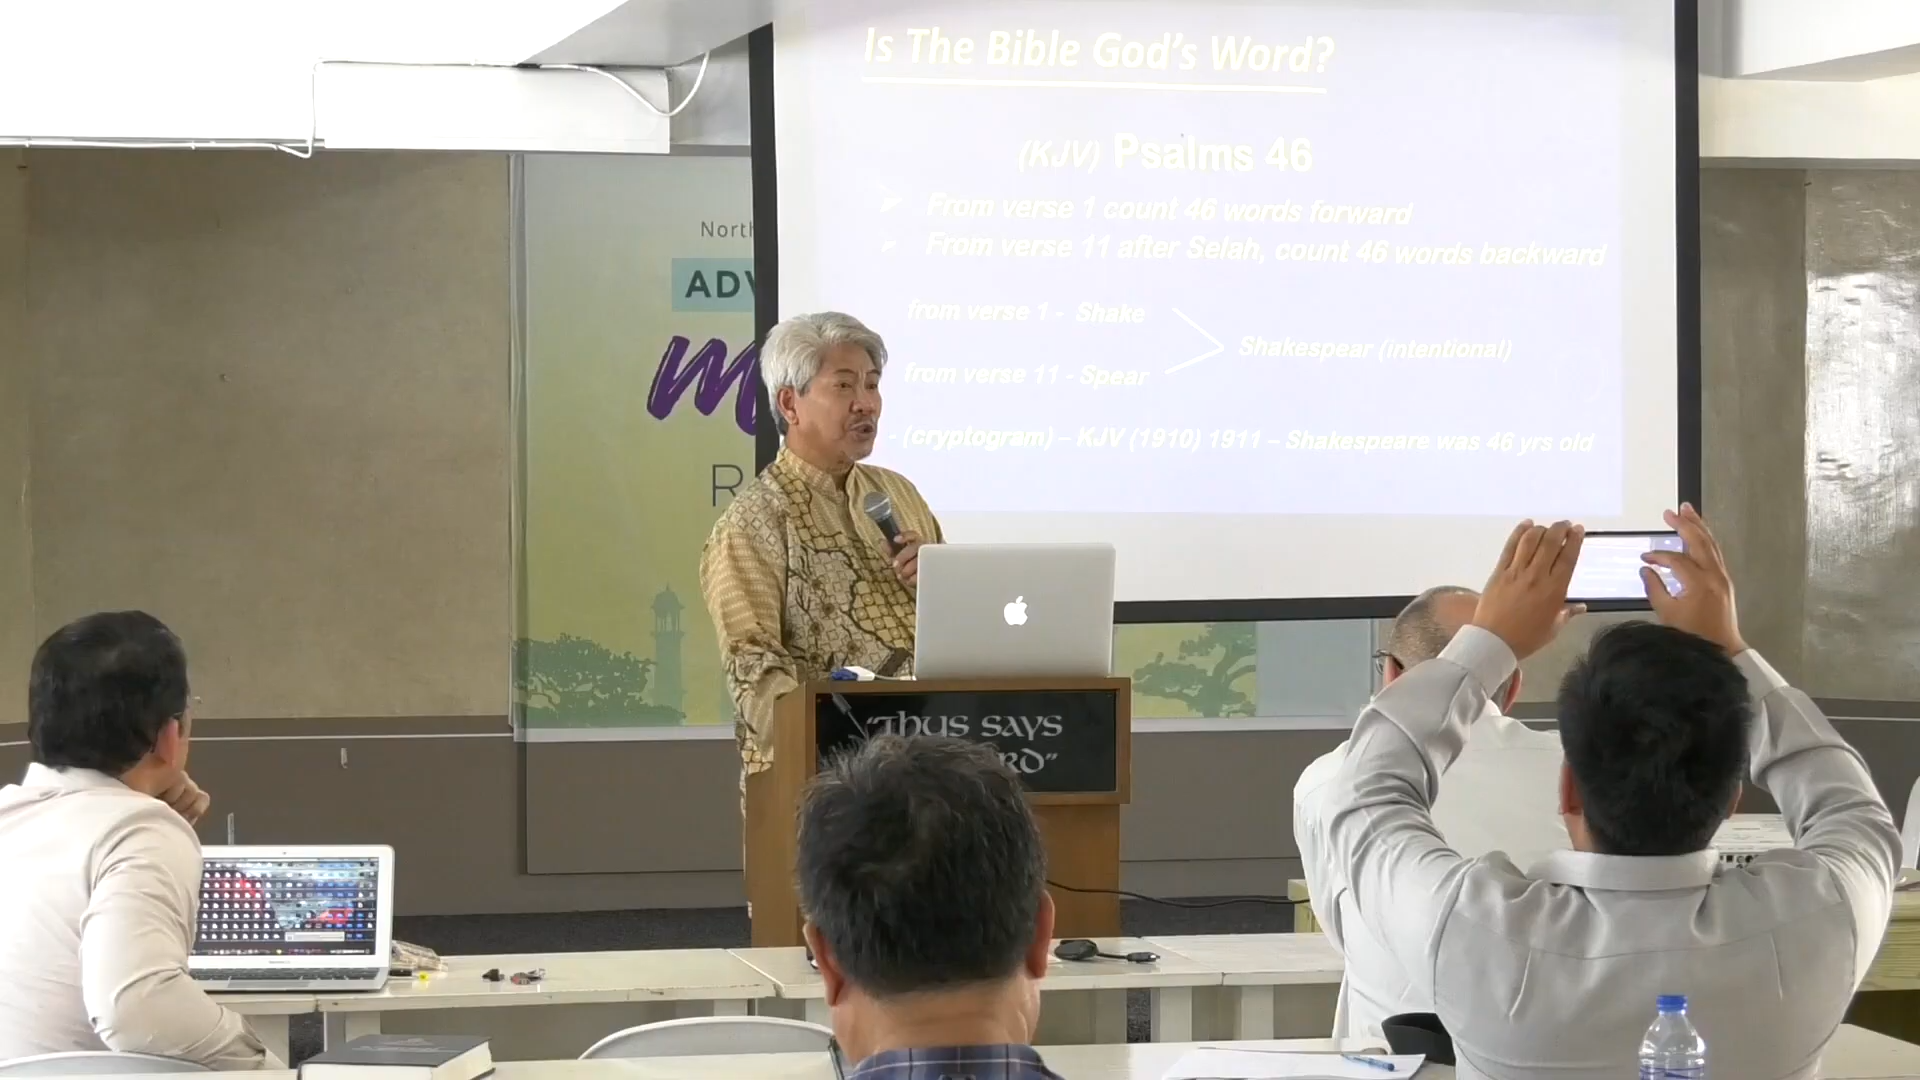 Is The Bible God's Word?
(KJV) Psalms 46
➢ From verse 1 count 46 words forward
➢ From verse 11 after Selah, count 46 words backward
from verse 1 - Shake
from verse 11 - Spear
Shakespear (intentional)
- (cryptogram) – KJV (1910) 1911 – Shakespeare was 46 yrs old
North
ADV
m
R
"Thus says
RD"